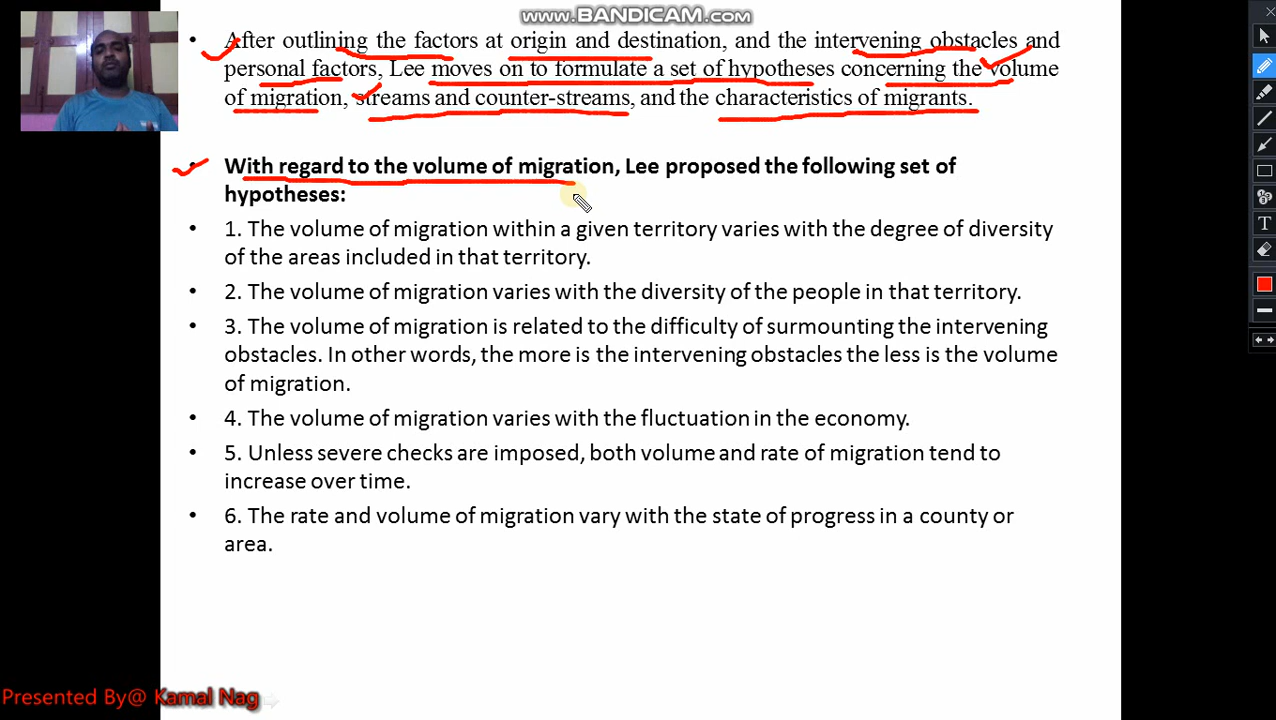 www.BANDICAM.com
• After outlining the factors at origin and destination, and the intervening obstacles and
personal factors, Lee moves on to formulate a set of hypotheses concerning the volume
of migration, streams and counter-streams, and the characteristics of migrants.
• With regard to the volume of migration, Lee proposed the following set of
hypotheses:
• 1. The volume of migration within a given territory varies with the degree of diversity
of the areas included in that territory.
• 2. The volume of migration varies with the diversity of the people in that territory.
• 3. The volume of migration is related to the difficulty of surmounting the intervening
obstacles. In other words, the more is the intervening obstacles the less is the volume
of migration.
• 4. The volume of migration varies with the fluctuation in the economy.
• 5. Unless severe checks are imposed, both volume and rate of migration tend to
increase over time.
• 6. The rate and volume of migration vary with the state of progress in a county or
area.
Presented By@ Kamal Nag